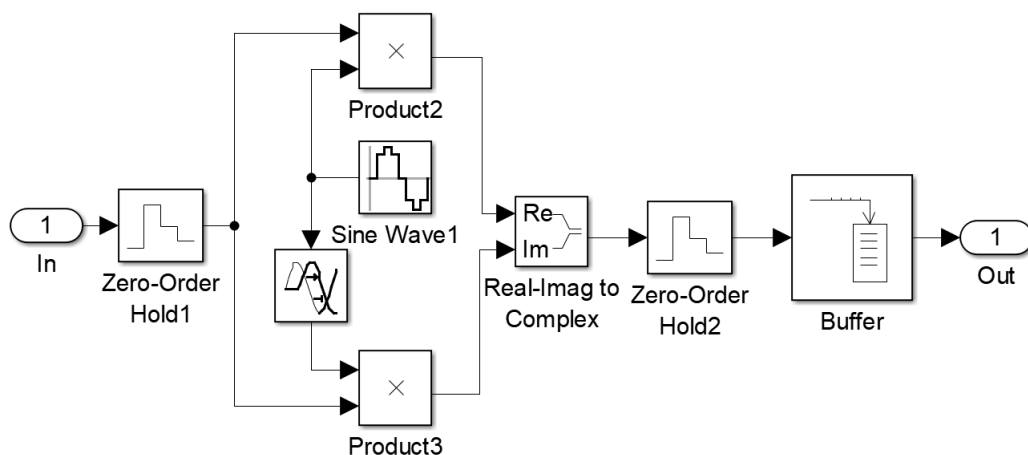 Product2
1
In
Zero-Order
Hold1
Sine Wave1
Re
Im
Real-Imag to
Complex
Zero-Order
Hold2
Buffer
1
Out
Product3